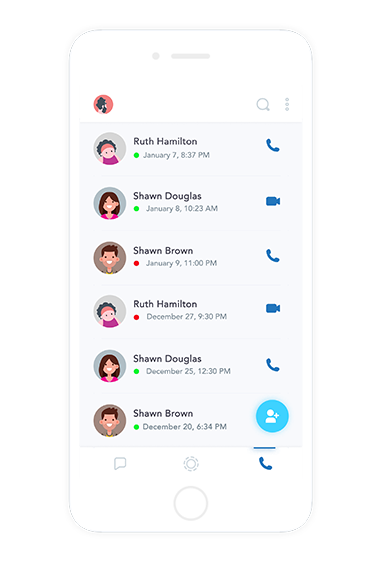 Ruth Hamilton
January 7, 8:37 PM
Shawn Douglas
January 8, 10:23 AM
Shawn Brown
January 9, 11:00 PM
Ruth Hamilton
December 27, 9:30 PM
Shawn Douglas
December 25, 12:30 PM
Shawn Brown
December 20, 6:34 PM